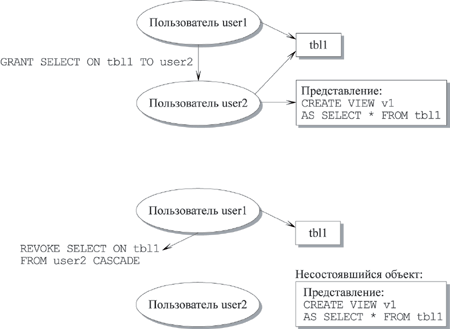 Пользователь user1
tbl1
GRANT SELECT ON tbl1 TO user2
Пользователь user2
Представление:
CREATE VIEW v1
AS SELECT * FROM tbl1
Пользователь user1
tbl1
REVOKE SELECT ON tbl1
FROM user2 CASCADE
Несостоявшийся объект:
Пользователь user2
Представление:
CREATE VIEW v1
AS SELECT * FROM tbl1